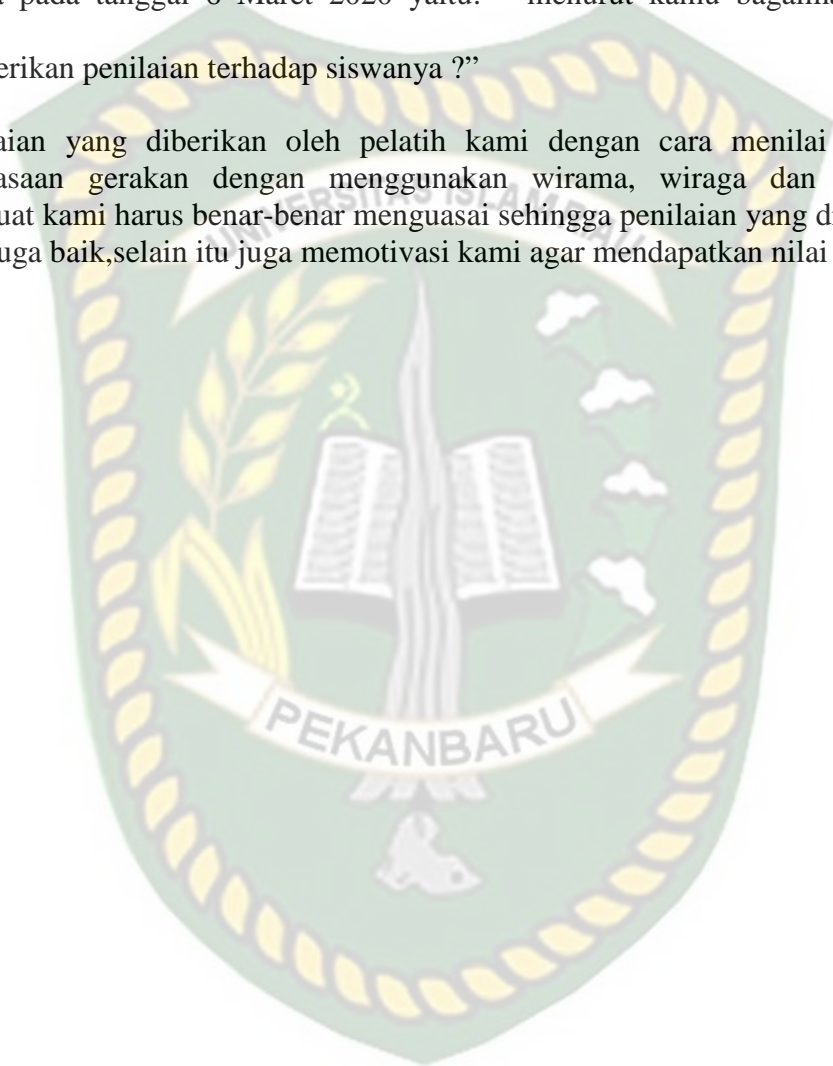 pada tanggal 6 Maret 2020 yaitu: " menurut kamu
erikan penilaian terhadap siswanya ?"
aian yang diberikan oleh pelatih kami dengan cara menilai
asaan gerakan dengan menggunakan wirama, wiraga dan
uat kami harus benar-benar menguasai sehingga penilaian yang
uga baik,selain itu juga memotivasi kami agar mendapatkan nilai
UNIVERSITAS ISLAM RIAU
PEKANBARU